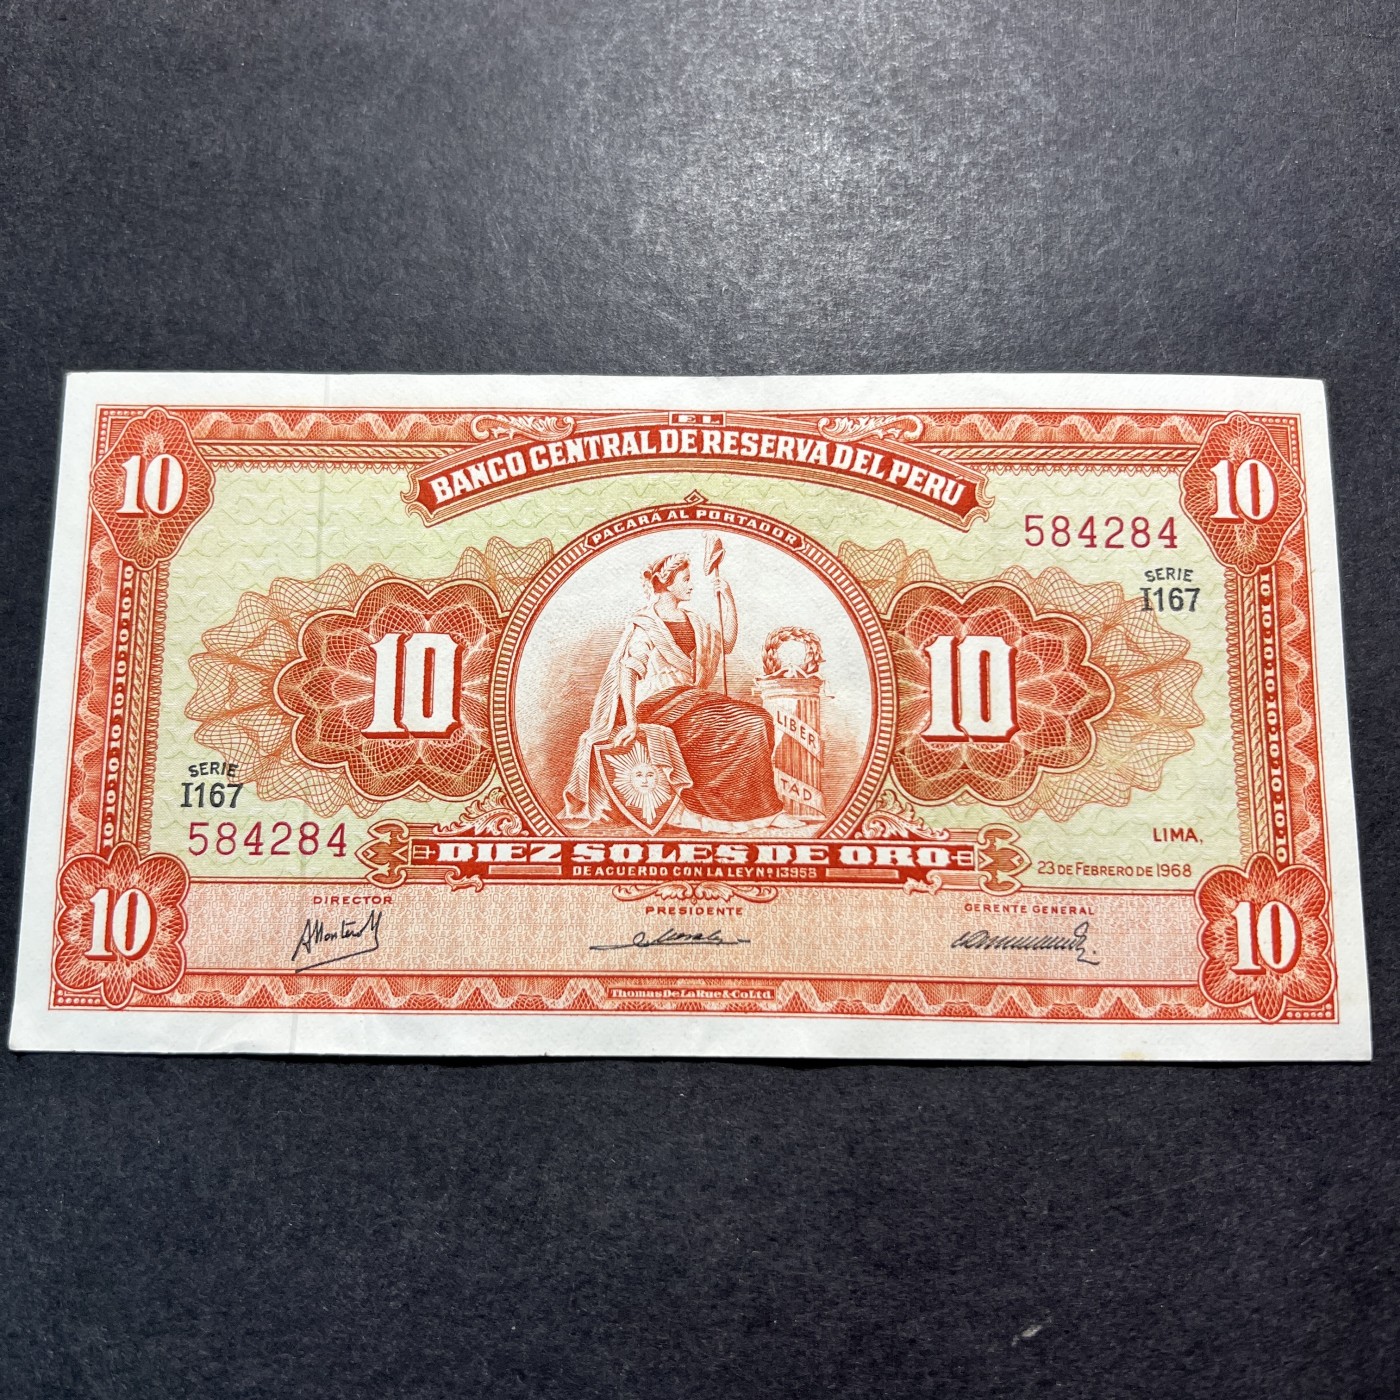 EL
BANCO CENTRAL DE RESERVA DEL PERU
10
10
PAGARÁ AL PORTADOR
584284
SERIE
I167
10
10
LIBER
TAD
SERIE
I167
584284
DIEZ SOLES DE ORO
DE ACUERDO CON LA LEY Nº 13958
LIMA,
23 DE FEBRERO DE 1968
DIRECTOR
PRESIDENTE
GERENTE GENERAL
10
10
Thomas De La Rue & Co Ltd.